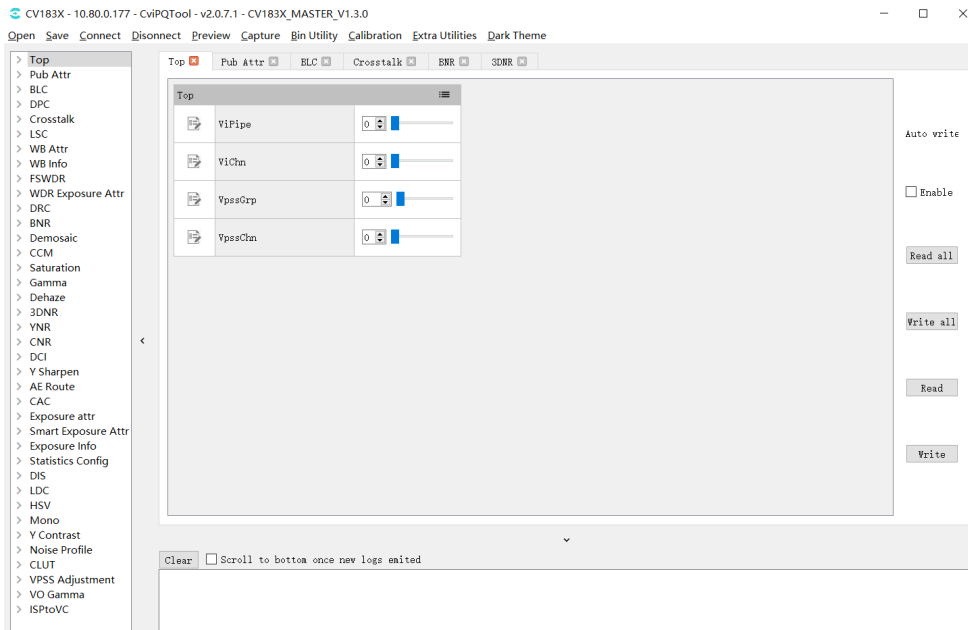 CV183X - 10.80.0.177 - CviPQTool - v2.0.7.1 - CV183X_MASTER_V1.3.0
Open Save Connect Disconnect Preview Capture Bin Utility Calibration Extra Utilities Dark Theme
Top
Pub Attr
BLC
DPC
Crosstalk
LSC
WB Attr
WB Info
FSWDR
WDR Exposure Attr
DRC
BNR
Demosaic
CCM
Saturation
Gamma
Dehaze
3DNR
YNR
CNR
DCI
Y Sharpen
AE Route
CAC
Exposure attr
Smart Exposure Attr
Exposure Info
Statistics Config
DIS
LDC
HSV
Mono
Y Contrast
Noise Profile
CLUT
VPSS Adjustment
VO Gamma
ISPtoVC
Top Pub Attr BLC Crosstalk BNR 3DNR
Top
ViPipe 0
ViChn 0
VpssGrp 0
VpssChn 0
Auto write
Enable
Read all
Write all
Read
Write
Clear Scroll to bottom once new logs emited